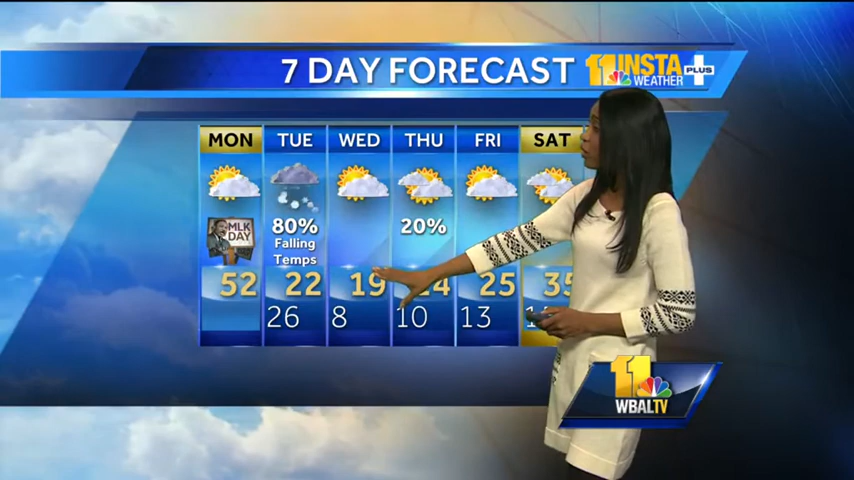 7 DAY FORECAST
11 INSTA
WEATHER PLUS
MON TUE WED THU FRI SAT
MLK
DAY
80% 20%
Falling
Temps
52 22 19 25 35
26 8 10 13
11
WBALTV